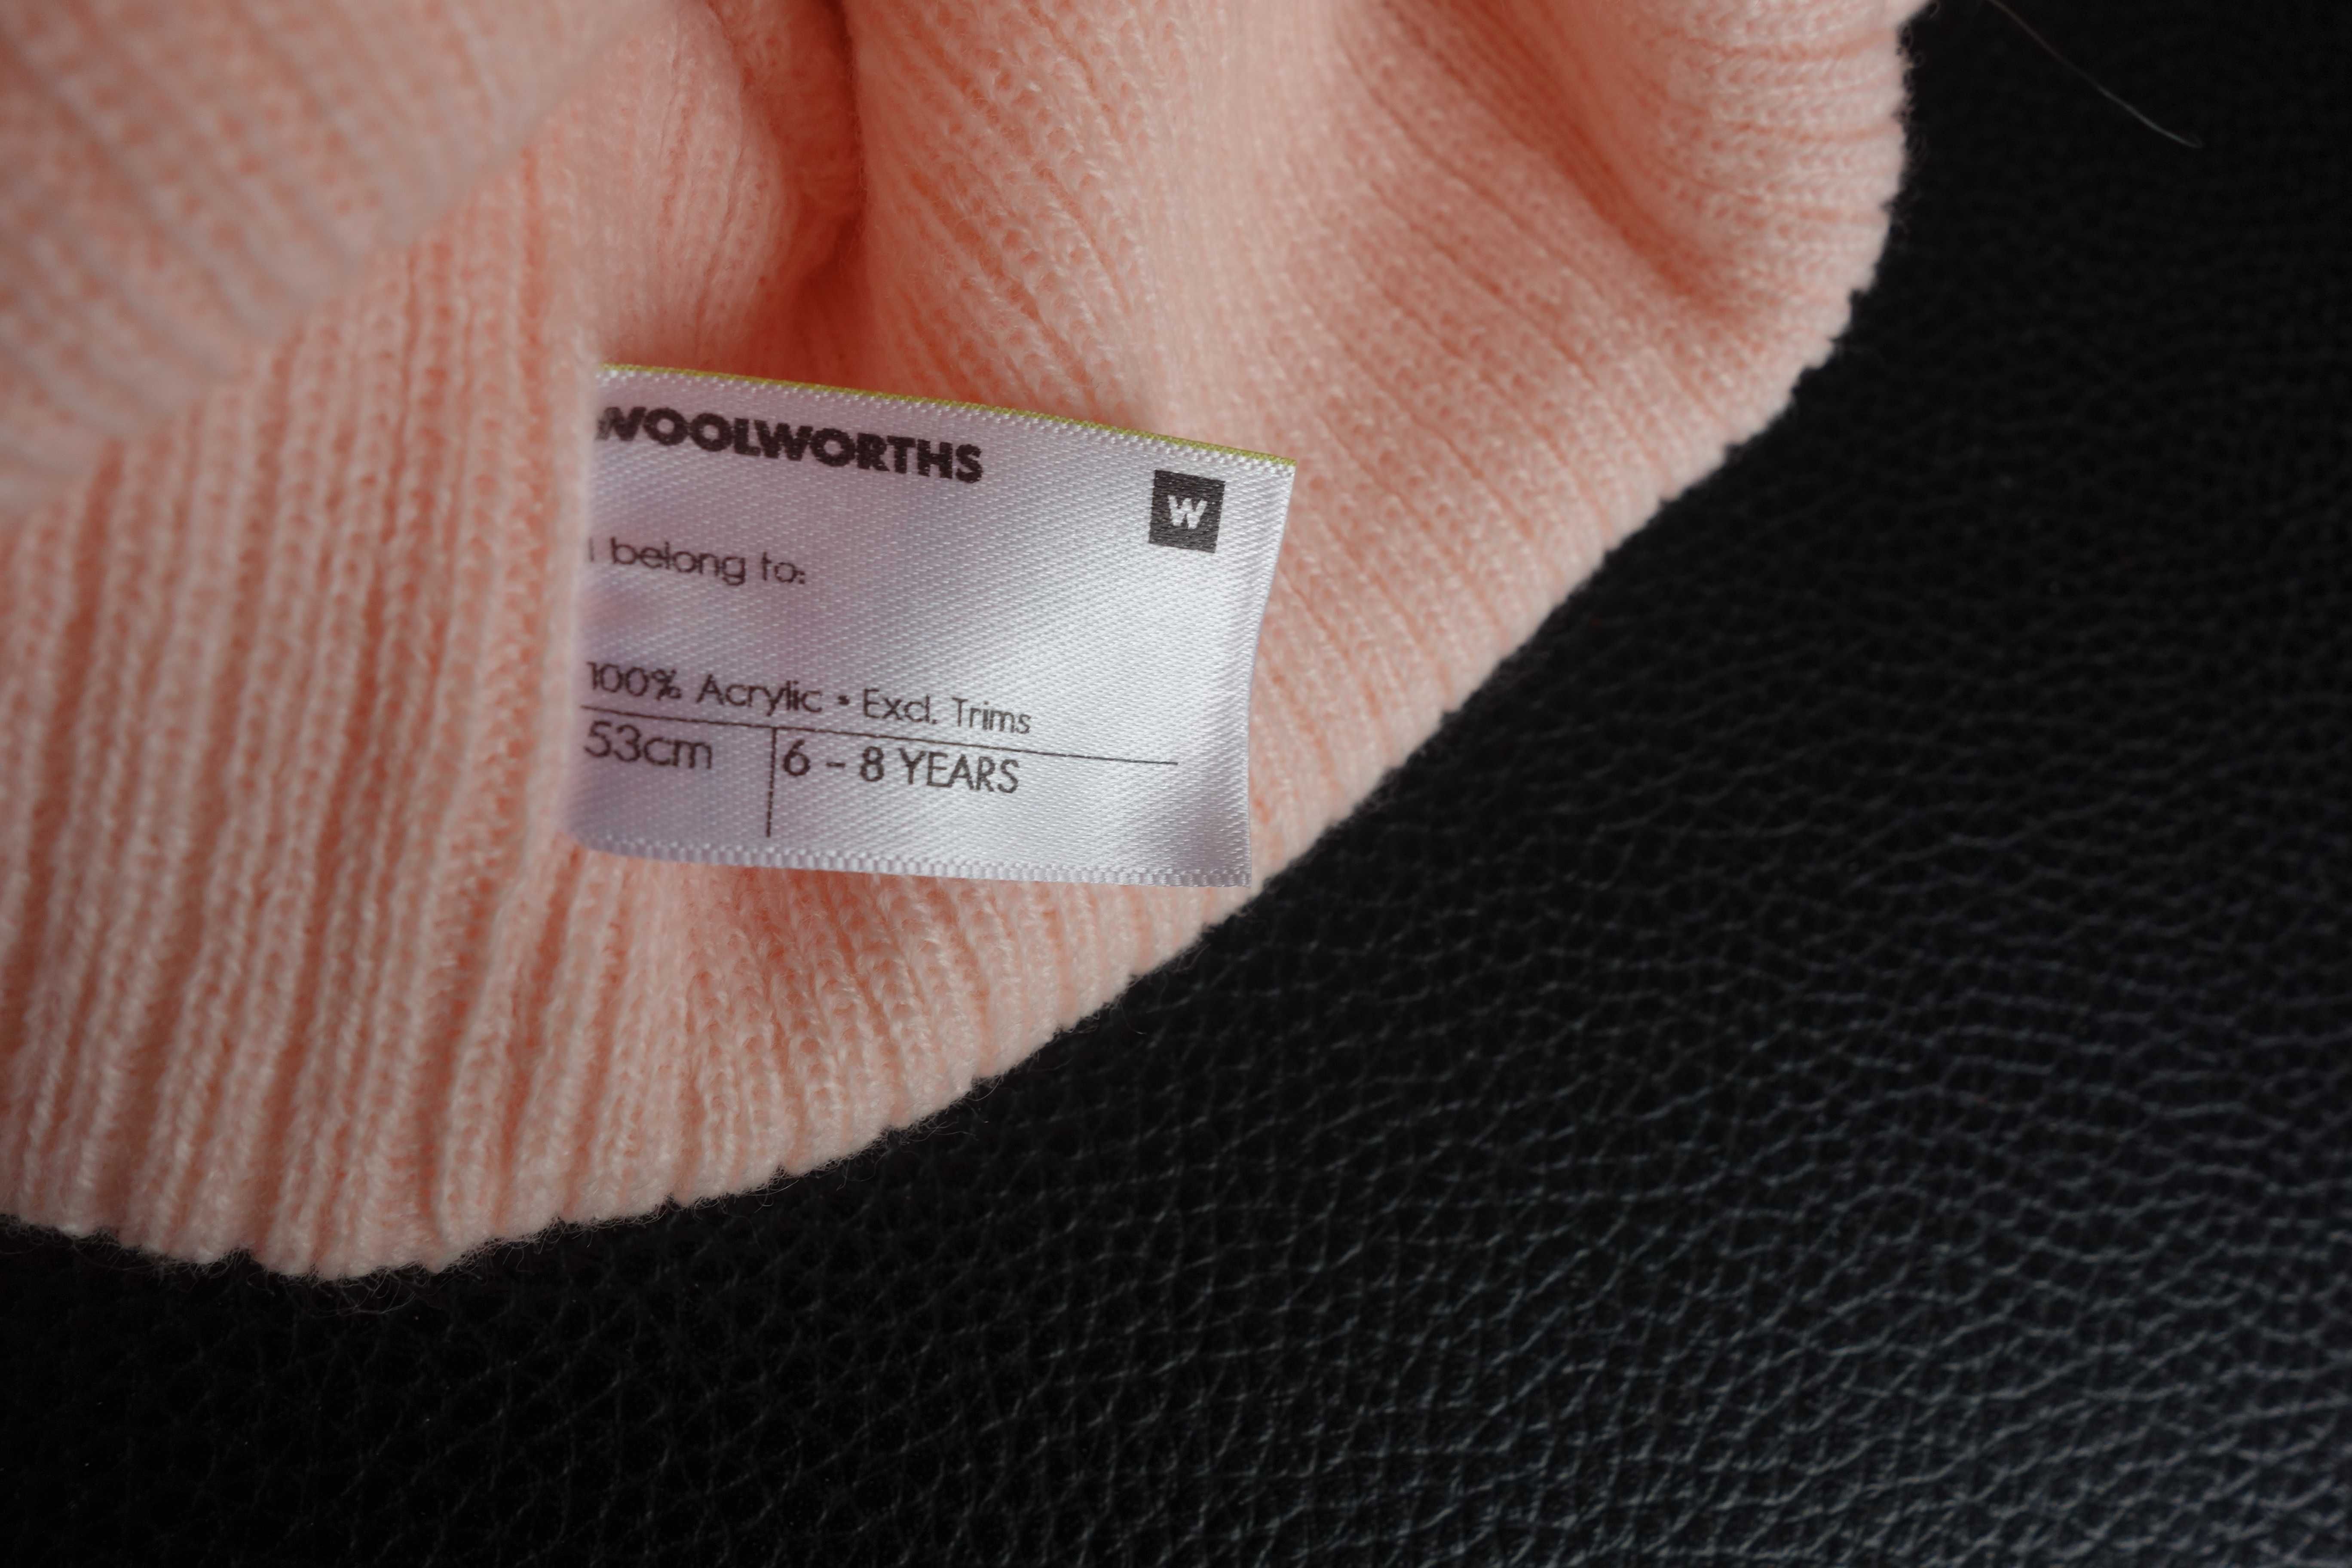 WOOLWORTHS
W
I belong to:
100% Acrylic • Excl. Trims
53cm 6 - 8 YEARS